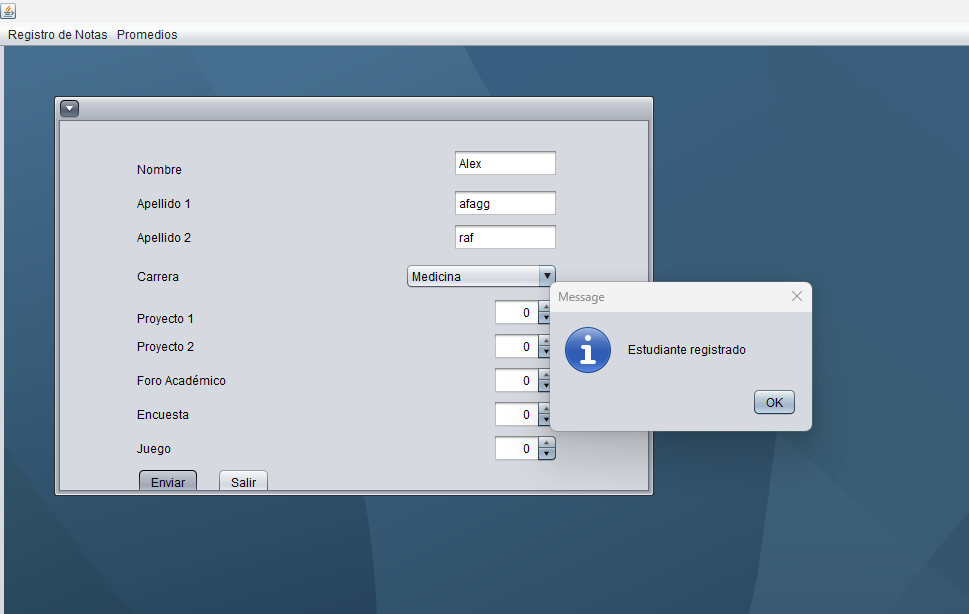 Registro de Notas Promedios
Nombre Alex
Apellido 1 afagg
Apellido 2 raf
Carrera Medicina
Proyecto 1 0
Proyecto 2 0
Foro Académico 0
Encuesta 0
Juego 0
Enviar Salir
Message
Estudiante registrado
OK